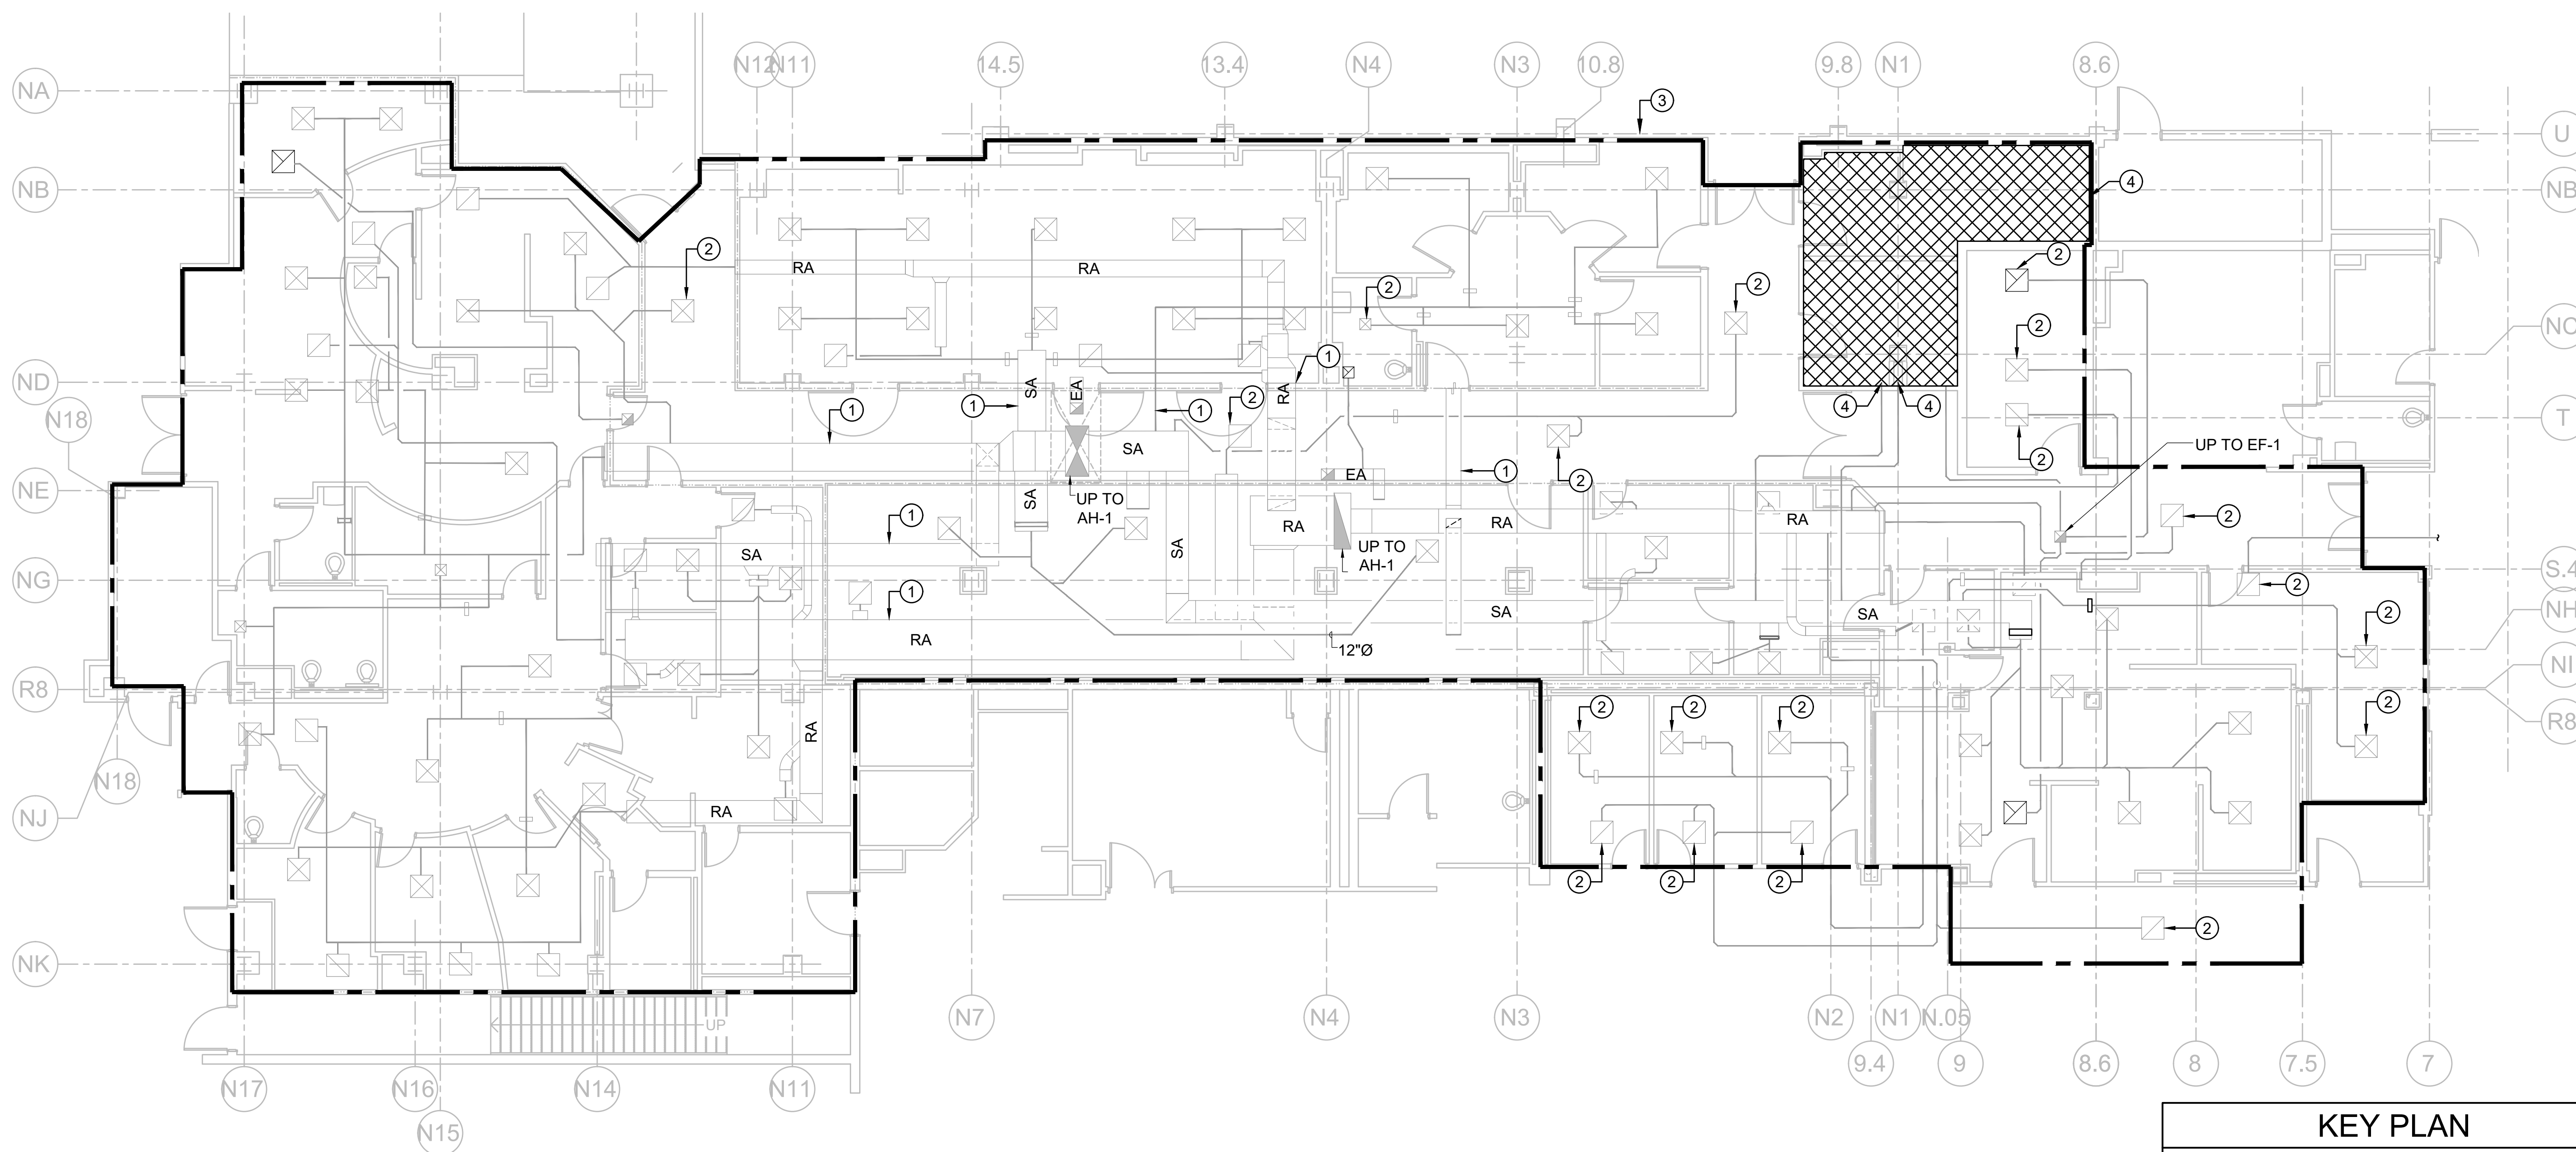 N12 N11 14.5 13.4 N4 N3 10.8 9.8 N1 8.6
NA
3
U
NB
4
NB
2
2
RA
RA
2
2
2
2
NC
1
ND
SA
EA
RA
2
1
1
1
4
4
N18
T
SA
UP TO EF-1
2
NE
EA
1
2
UP TO
AH-1
SA
1
RA
RA
RA
2
SA
SA
UP TO
AH-1
NG
S.4
2
1
SA
SA
NH
2
RA
12"Ø
R8
NI
2
2
2
2
RA
R8
N18
NJ
RA
2
2
2
2
NK
UP
N7
N4
N3
N2
N1
N.05
N17
N16
N14
N11
9.4
9
8.6
8
7.5
7
N15
KEY PLAN